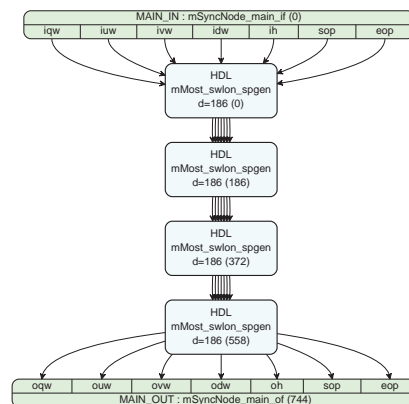 MAIN_IN : mSyncNode_main_if (0)
iqw iuw ivw idw ih sop eop
HDL
mMost_swlon_spgen
d=186 (0)
HDL
mMost_swlon_spgen
d=186 (186)
HDL
mMost_swlon_spgen
d=186 (372)
HDL
mMost_swlon_spgen
d=186 (558)
oqw ouw ovw odw oh sop eop
MAIN_OUT : mSyncNode_main_of (744)